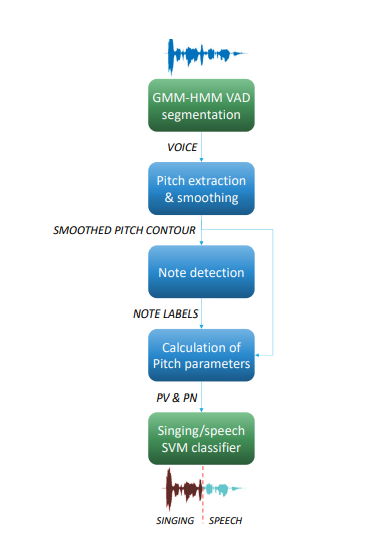 GMM-HMM VAD
segmentation
VOICE
Pitch extraction
& smoothing
SMOOTHED PITCH CONTOUR
Note detection
NOTE LABELS
Calculation of
Pitch parameters
PV & PN
Singing/speech
SVM classifier
SINGING SPEECH